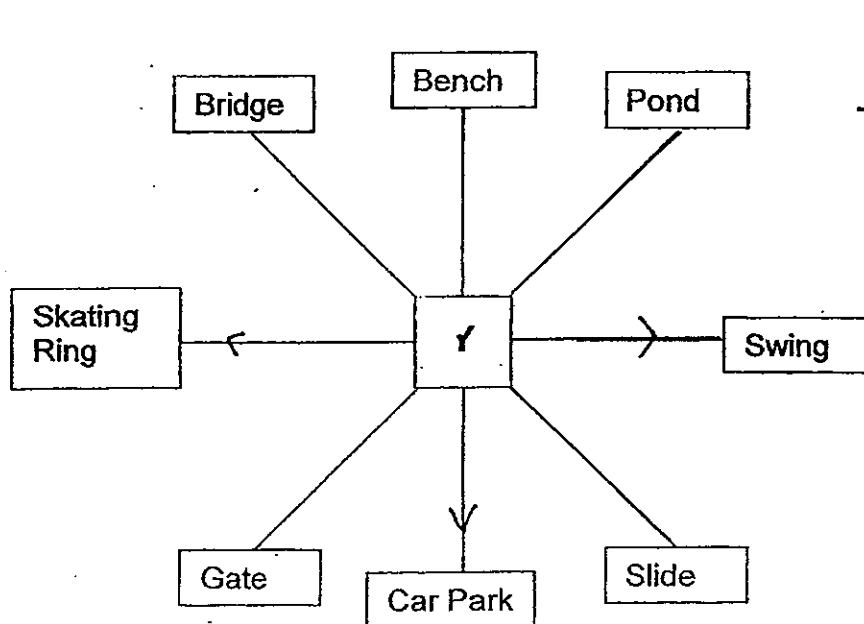 Bench
Bridge
Pond
Skating
Ring
Y
Swing
Gate
Slide
Car Park